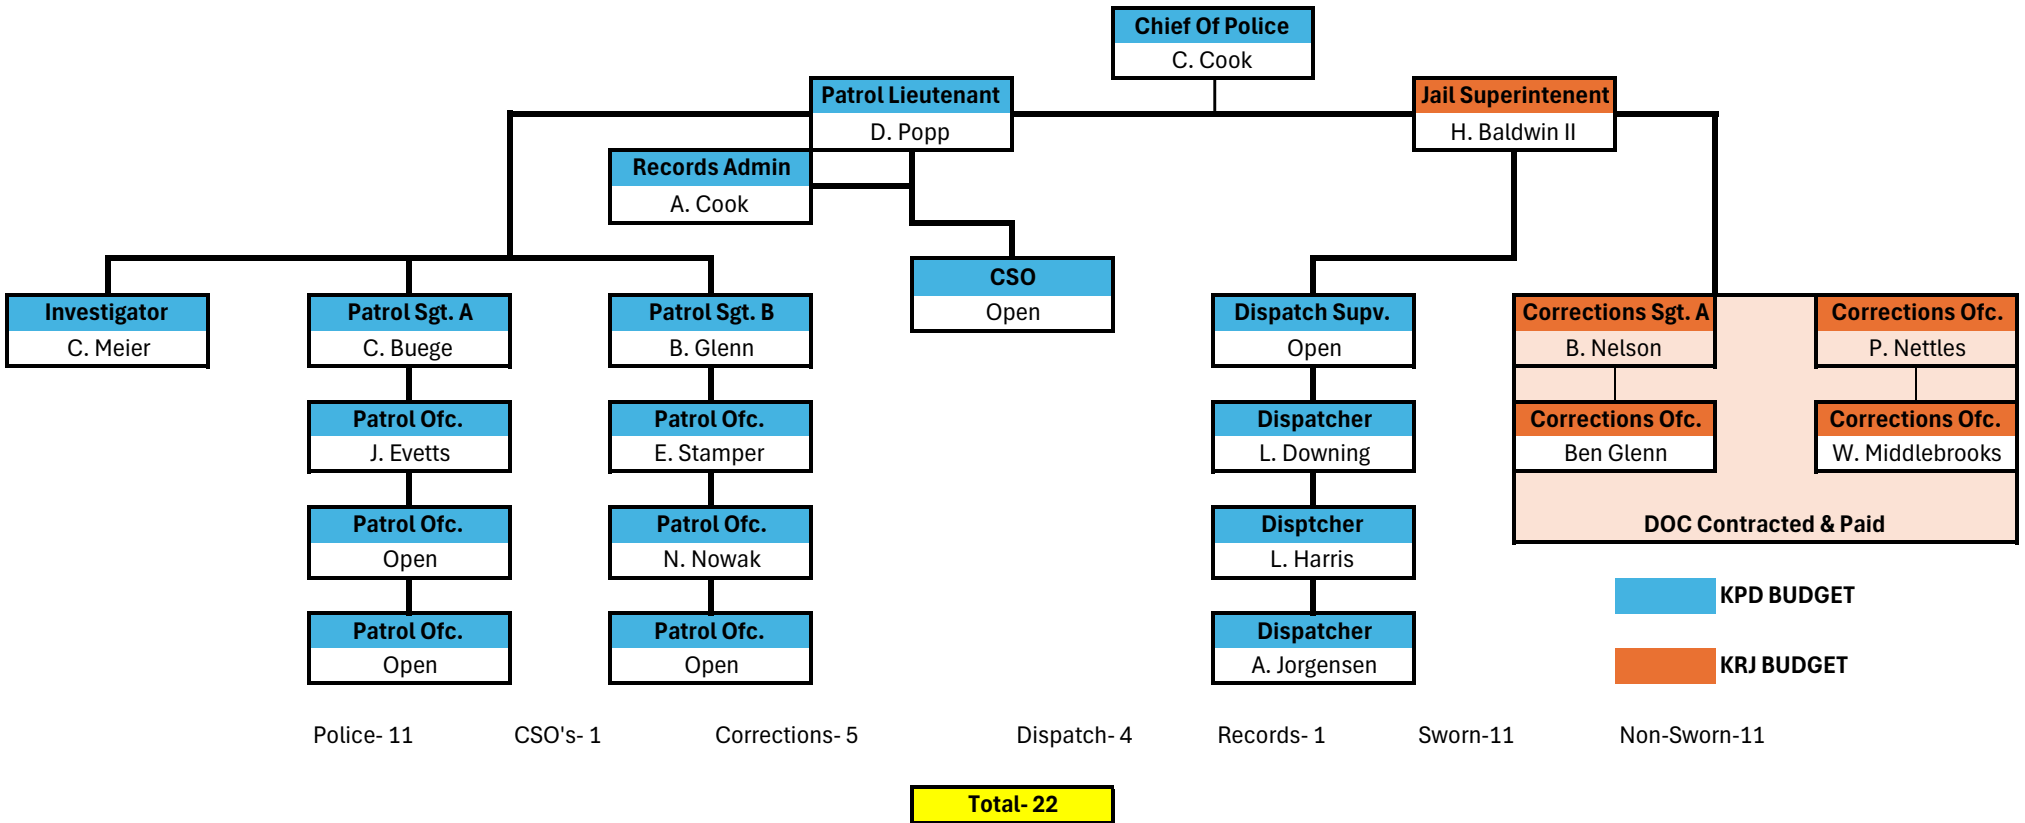 Chief Of Police
C. Cook
Patrol Lieutenant
D. Popp
Jail Superintenent
H. Baldwin II
Records Admin
A. Cook
CSO
Open
Investigator
C. Meier
Patrol Sgt. A
C. Buege
Patrol Ofc.
J. Evetts
Patrol Ofc.
Open
Patrol Ofc.
Open
Patrol Sgt. B
B. Glenn
Patrol Ofc.
E. Stamper
Patrol Ofc.
N. Nowak
Patrol Ofc.
Open
Dispatch Supv.
Open
Dispatcher
L. Downing
Disptcher
L. Harris
Dispatcher
A. Jorgensen
Corrections Sgt. A
B. Nelson
Corrections Ofc.
Ben Glenn
Corrections Ofc.
P. Nettles
Corrections Ofc.
W. Middlebrooks
DOC Contracted & Paid
KPD BUDGET
KRJ BUDGET
Police- 11 CSO's- 1 Corrections- 5 Dispatch- 4 Records- 1 Sworn-11 Non-Sworn-11
Total- 22